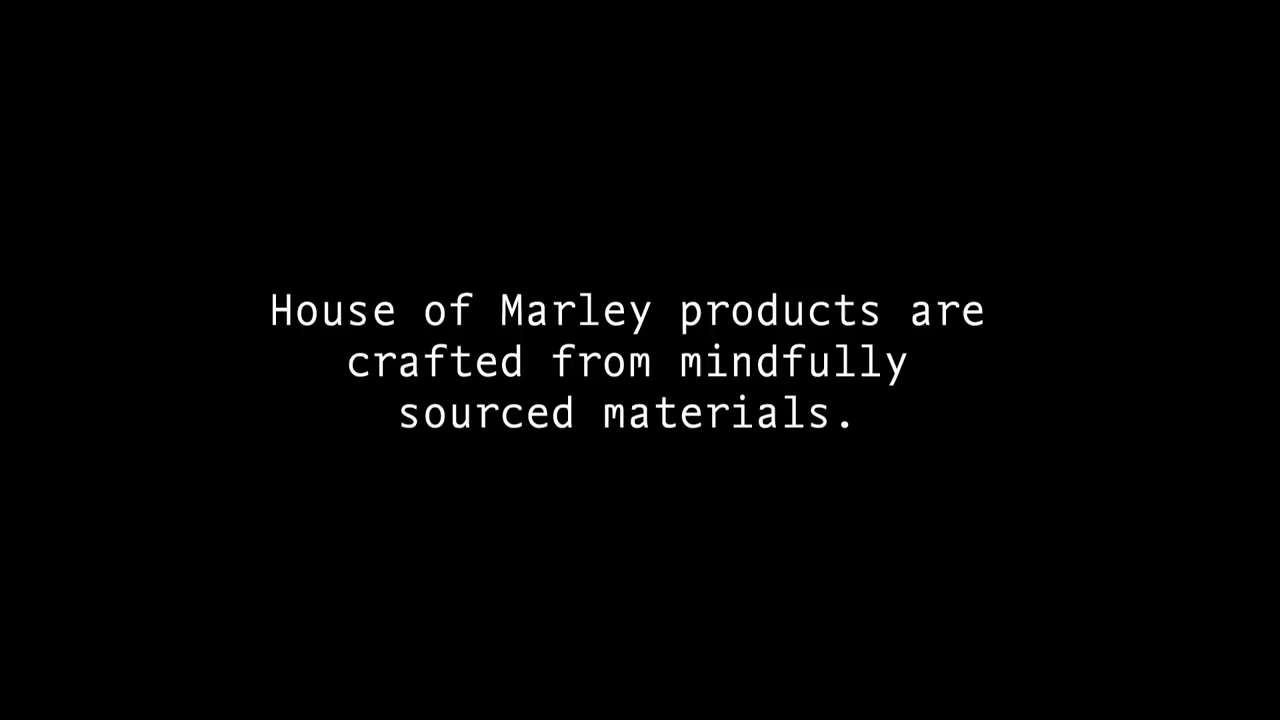 House of Marley products are
crafted from mindfully
sourced materials.